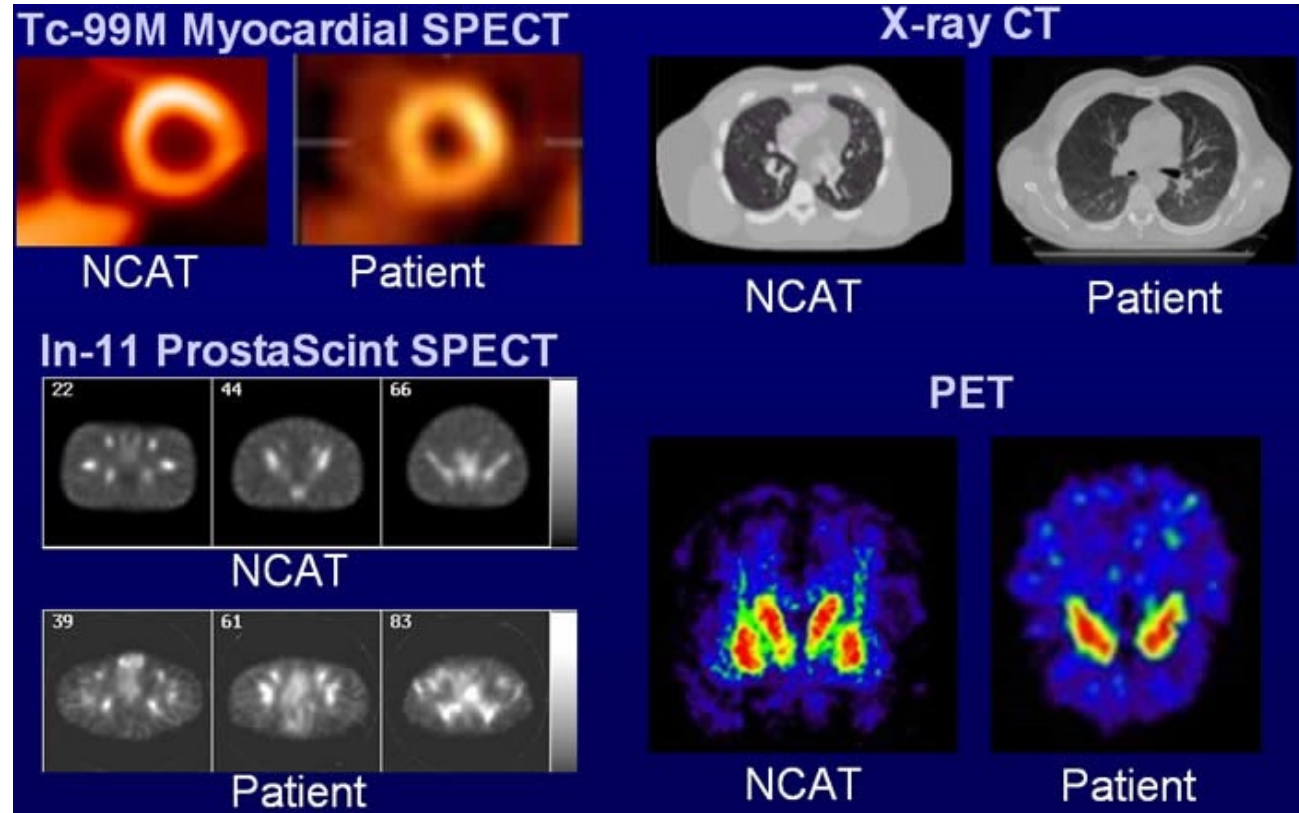 Tc-99M Myocardial SPECT
NCAT
Patient
X-ray CT
NCAT
Patient
In-11 ProstaScint SPECT
22
44
66
NCAT
39
61
83
Patient
PET
NCAT
Patient